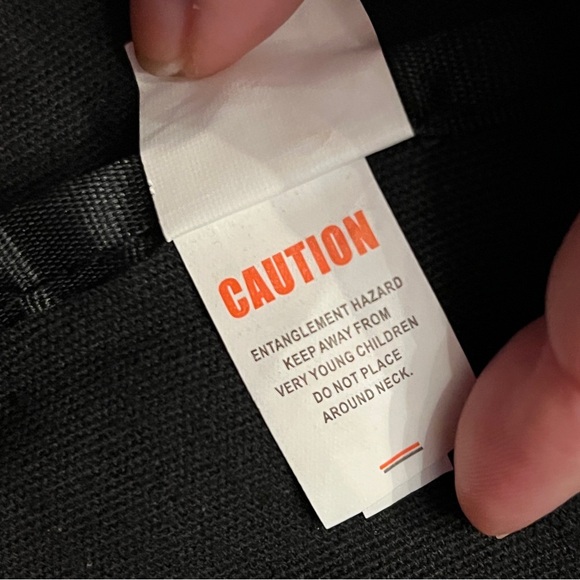 CAUTION
ENTANGLEMENT HAZARD
KEEP AWAY FROM
VERY YOUNG CHILDREN
DO NOT PLACE
AROUND NECK.